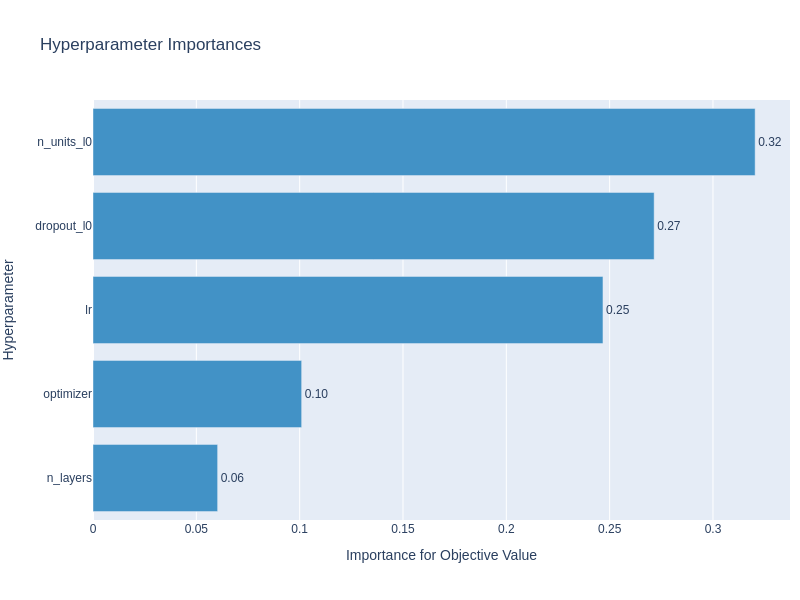 Hyperparameter Importances
n_units_l0
0.32
dropout_l0
0.27
lr
0.25
optimizer
0.10
n_layers
0.06
0
0.05
0.1
0.15
0.2
0.25
0.3
Importance for Objective Value
Hyperparameter